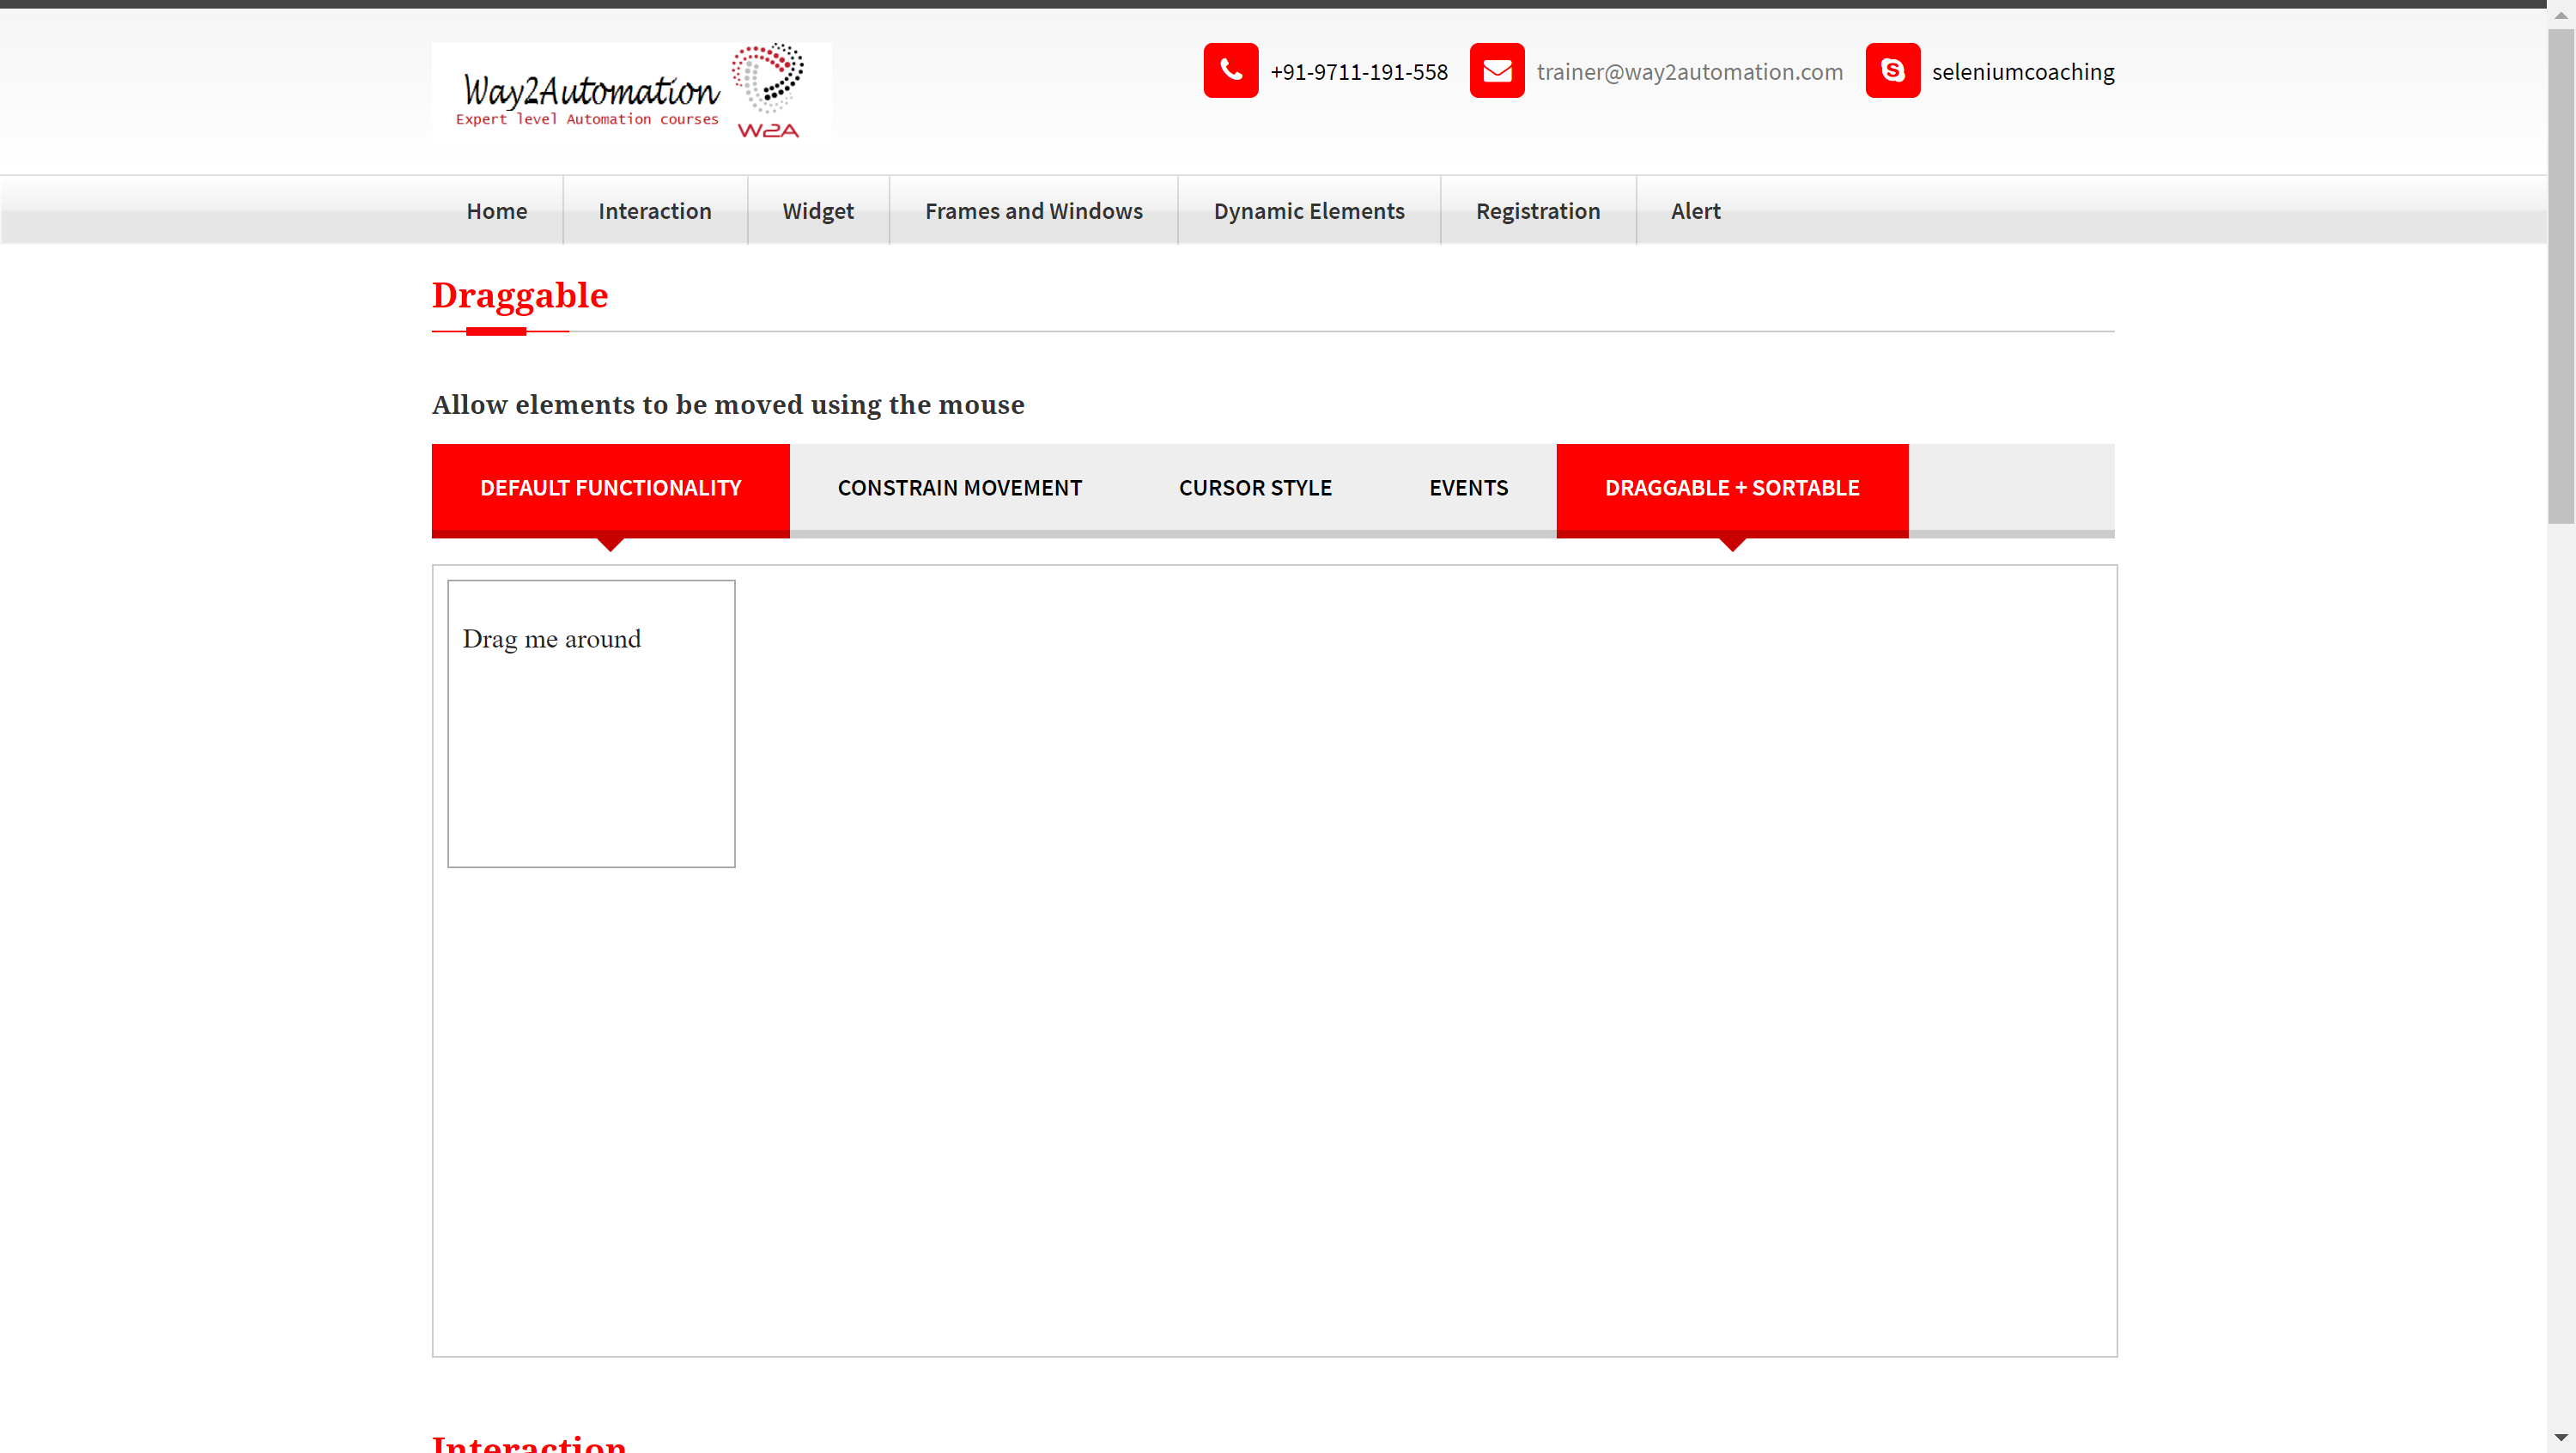 Way2Automation
Expert level Automation courses
W2A
+91-9711-191-558
trainer@way2automation.com
seleniumcoaching
Home
Interaction
Widget
Frames and Windows
Dynamic Elements
Registration
Alert
Draggable
Allow elements to be moved using the mouse
DEFAULT FUNCTIONALITY
CONSTRAIN MOVEMENT
CURSOR STYLE
EVENTS
DRAGGABLE + SORTABLE
Drag me around
Interaction